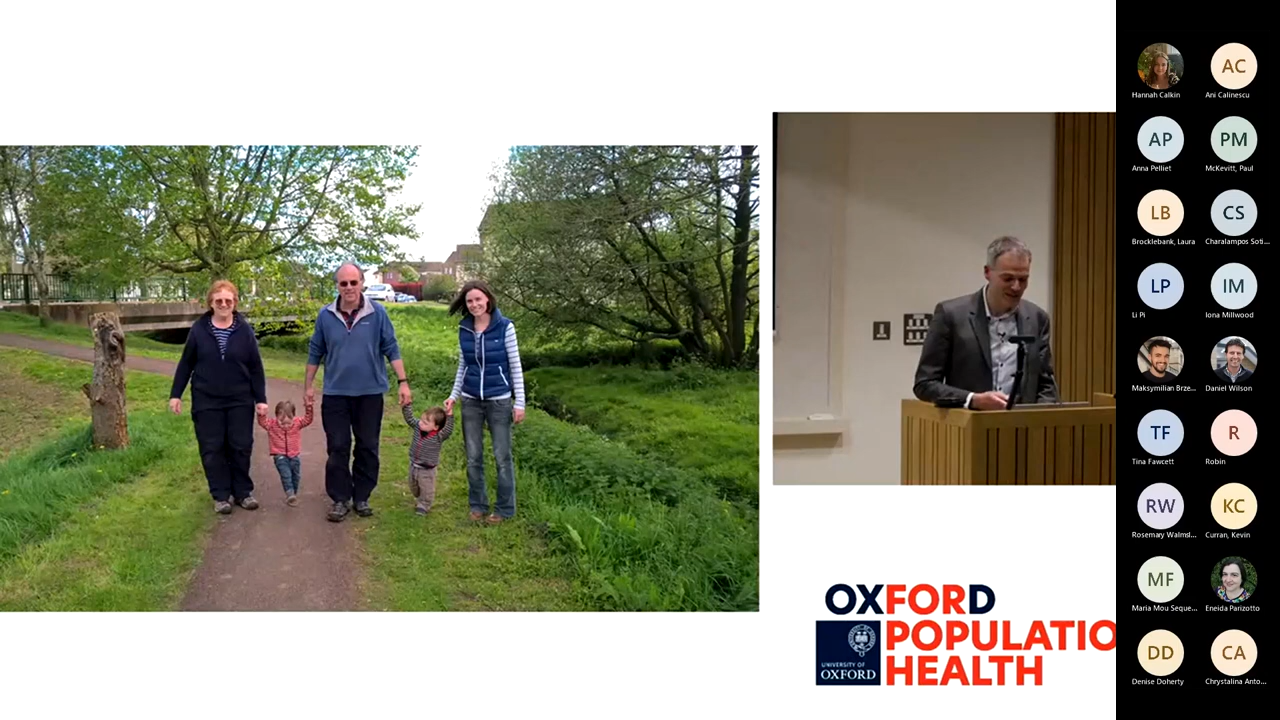 Hannah Calkin
Ani Calinescu
AC
AP
PM
Anna Pelliet
McKevitt, Paul
LB
CS
Brocklebank, Laura
Charalampos Soti...
LP
IM
Li Pi
Iona Millwood
Maksymilian Brze...
Daniel Wilson
TF
R
Tina Fawcett
Robin
RW
KC
Rosemary Walmsl...
Curran, Kevin
MF
Maria Mou Seque...
Eneida Parizotto
DD
CA
Denise Doherty
Chrystalina Anto...
OXFORD
POPULATIO
HEALTH
UNIVERSITY OF
OXFORD